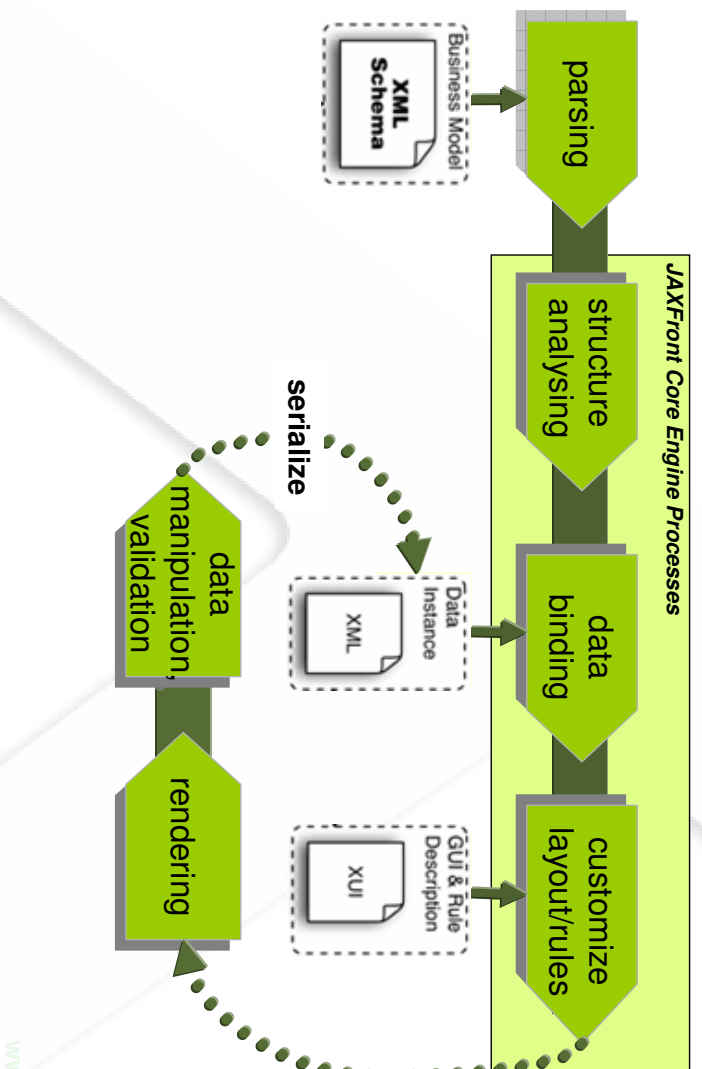 JAXFront Core Engine Processes
parsing
structure
analysing
data
binding
customize
layout/rules
Business Model
XML
Schema
Data
Instance
XML
GUI & Rule
Description
XUI
serialize
data
manipulation,
validation
rendering